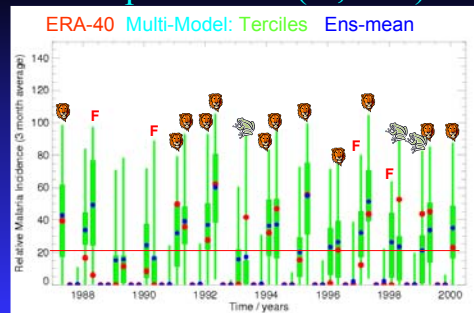 ERA-40 Multi-Model: Terciles Ens-mean
Relative Malaria Incidence (3 month average)
140
120
100
80
60
40
20
0
F
F
F
F
1988
1990
1992
1994
1996
1998
2000
Time / years